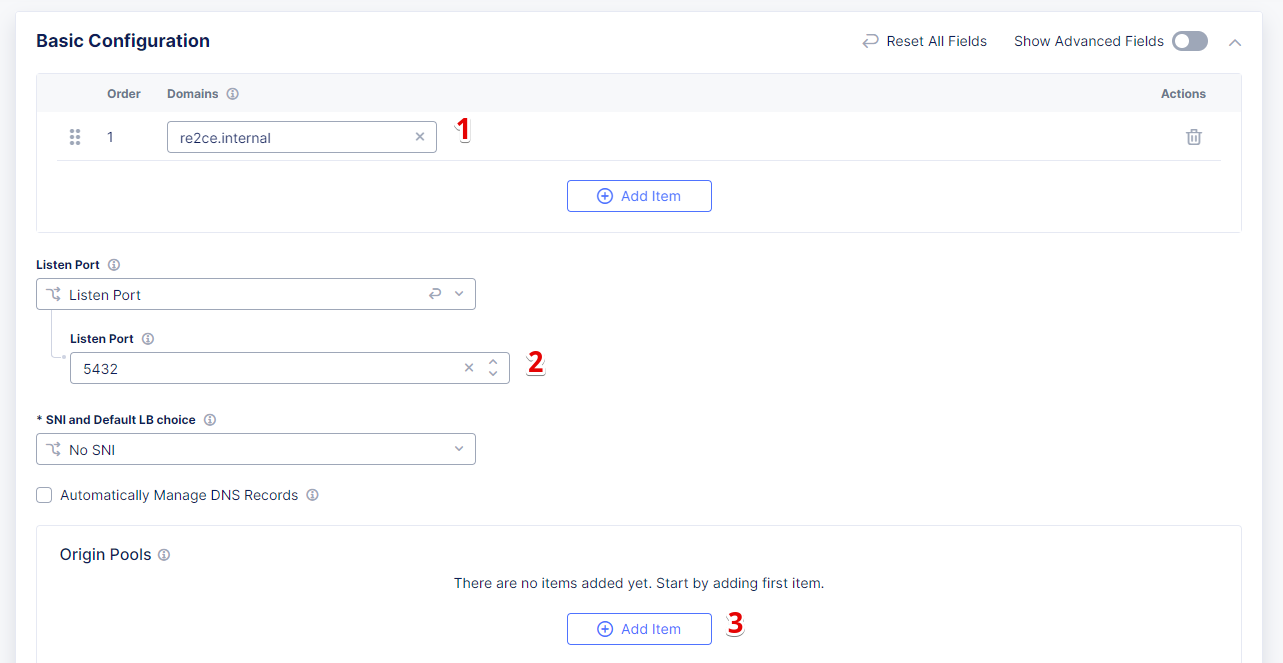 Basic Configuration
Reset All Fields
Show Advanced Fields
Order
Domains
Actions
1
re2ce.internal
1
Add Item
Listen Port
Listen Port
Listen Port
5432
2
* SNI and Default LB choice
No SNI
Automatically Manage DNS Records
Origin Pools
There are no items added yet. Start by adding first item.
Add Item
3